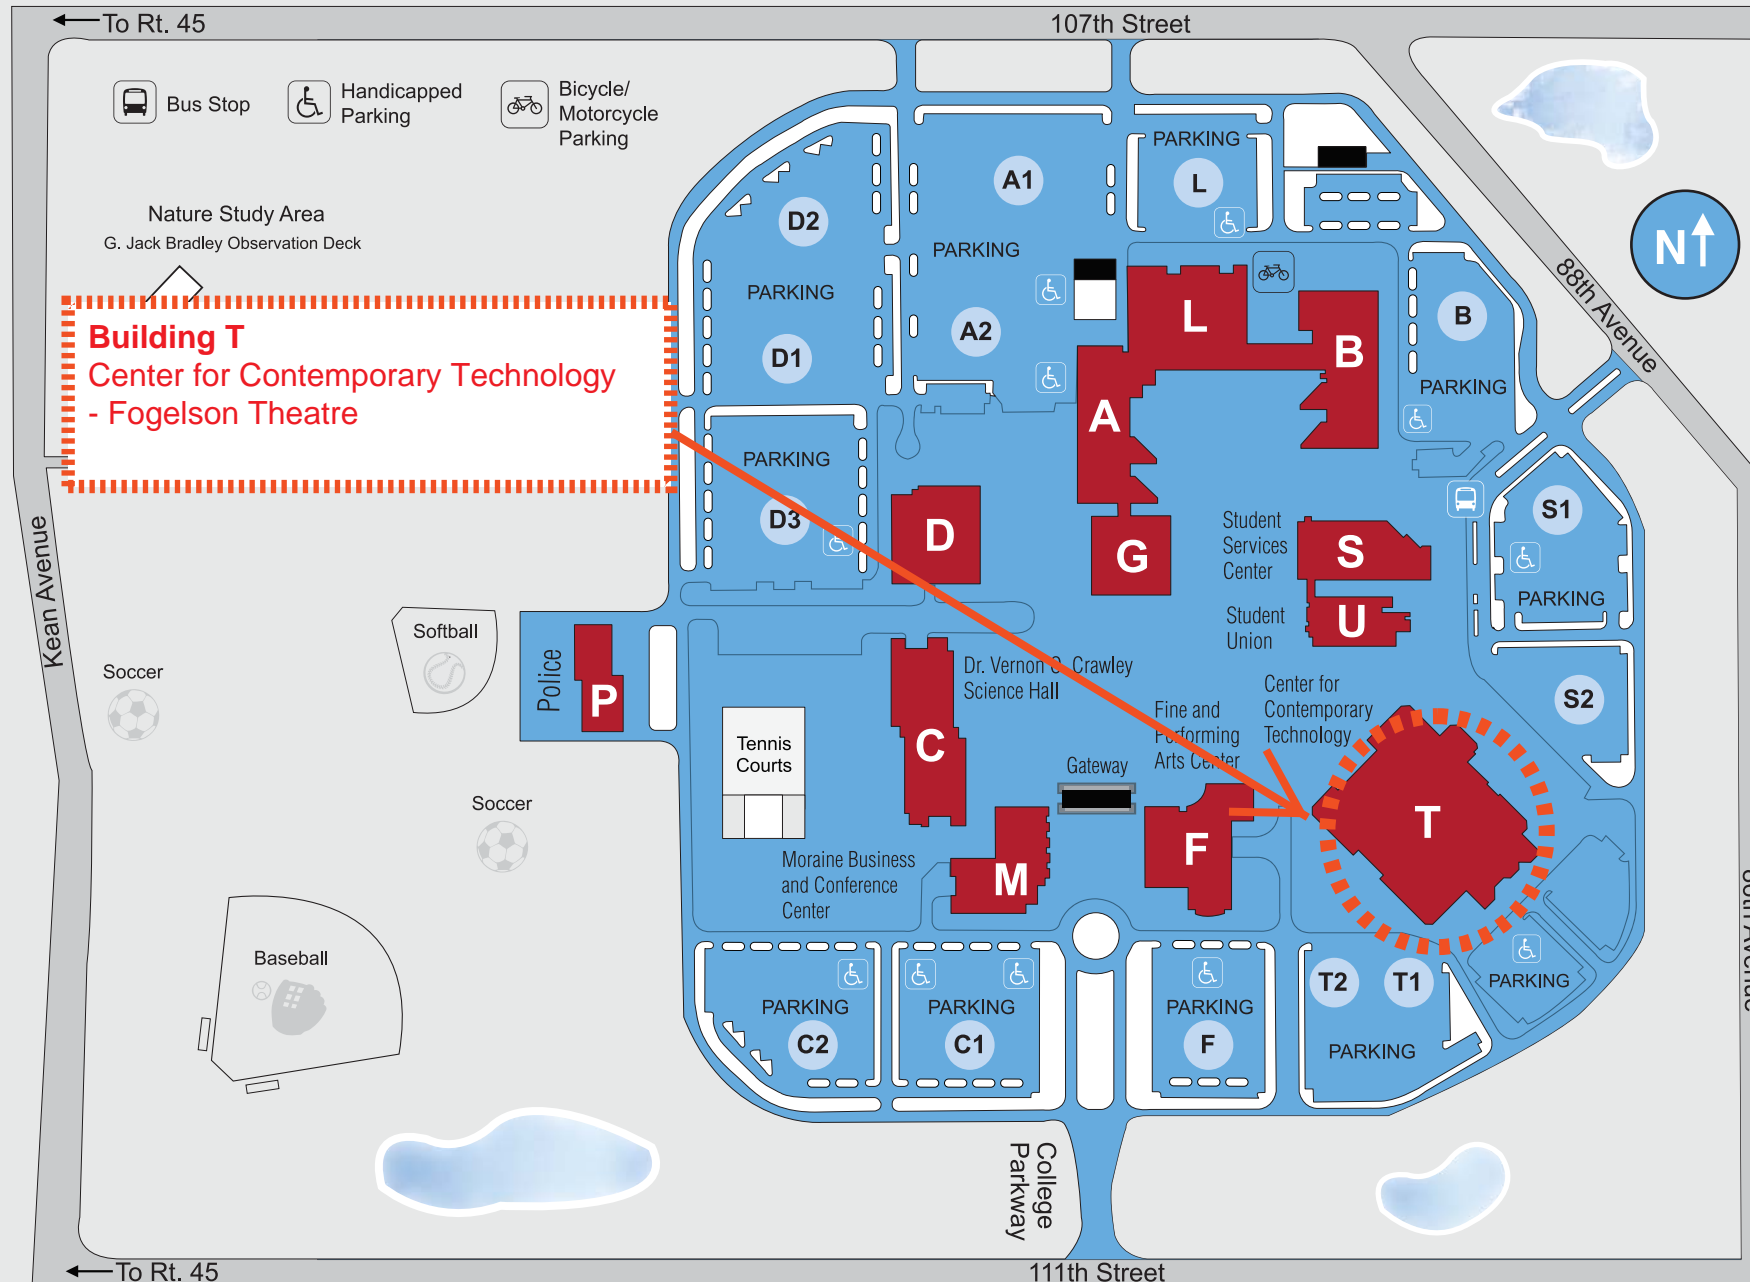 To Rt. 45
107th Street
Bus Stop
Handicapped
Parking
Bicycle/
Motorcycle
Parking
Nature Study Area
G. Jack Bradley Observation Deck
Building T
Center for Contemporary Technology
- Fogelson Theatre
D2
PARKING
D1
A1
PARKING
A2
PARKING
L
N
88th Avenue
L
B
A
B
PARKING
PARKING
D3
D
G
Student
Services
Center
S
Student
Union
U
S1
PARKING
S2
Kean Avenue
Softball
Soccer
Police
P
Dr. Vernon O. Crawley
Science Hall
C
Tennis
Courts
Soccer
Gateway
Fine and
Performing
Arts Center
Center for
Contemporary
Technology
T
F
Moraine Business
and Conference
Center
M
Baseball
PARKING
C2
PARKING
C1
PARKING
F
T2
T1
PARKING
PARKING
College
Parkway
To Rt. 45
111th Street